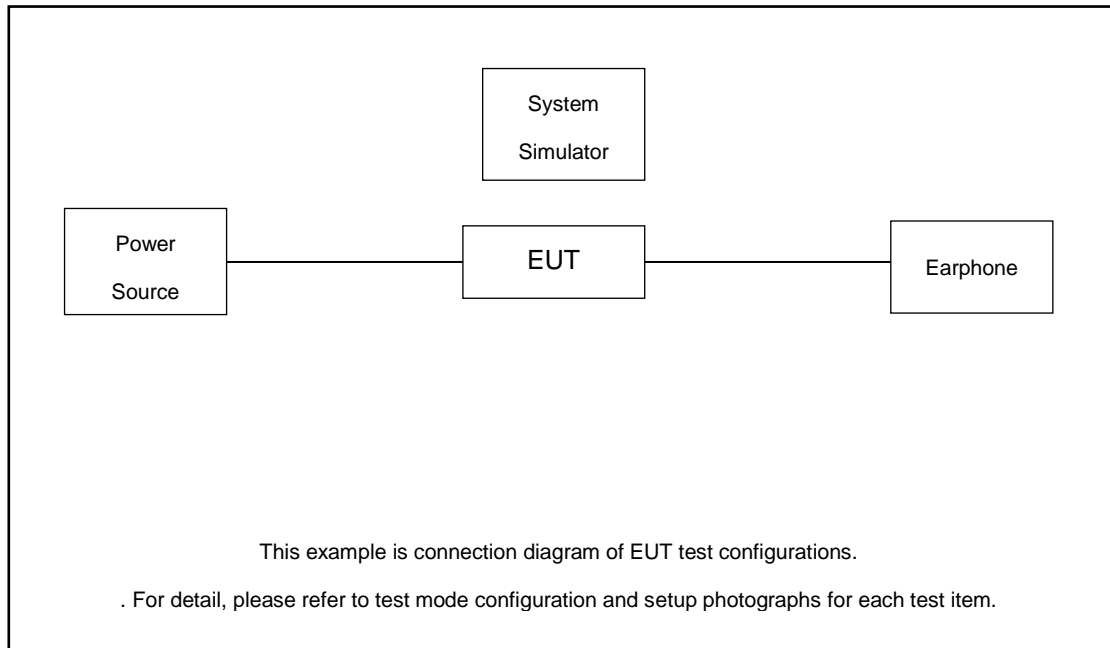 System
Simulator
Power
Source
EUT
Earphone
This example is connection diagram of EUT test configurations.
. For detail, please refer to test mode configuration and setup photographs for each test item.